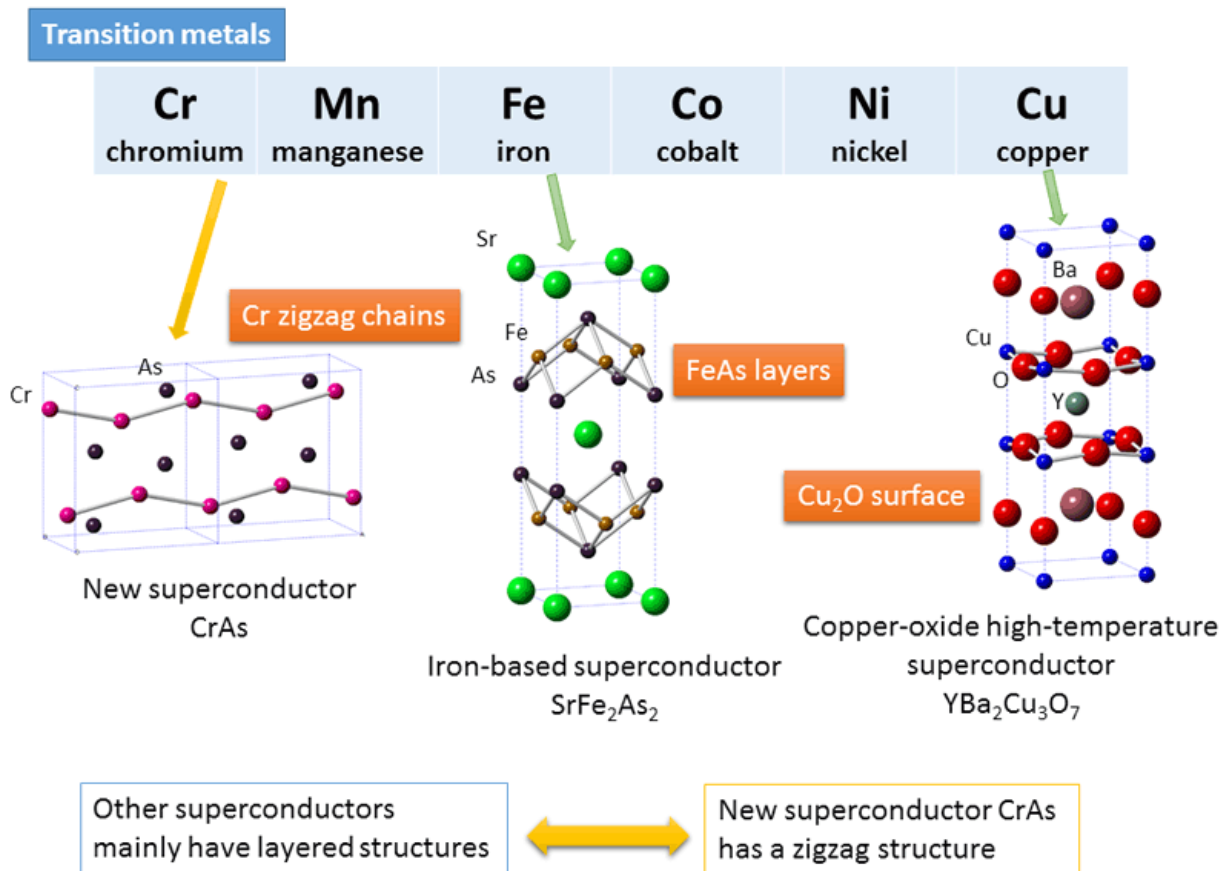 Transition metals
Cr
chromium
Mn
manganese
Fe
iron
Co
cobalt
Ni
nickel
Cu
copper
Cr zigzag chains
As
Cr
New superconductor
CrAs
Sr
Fe
As
FeAs layers
Iron-based superconductor
SrFe₂As₂
Ba
Cu
O
Y
Cu₂O surface
Copper-oxide high-temperature
superconductor
YBa₂Cu₃O₇
Other superconductors
mainly have layered structures
New superconductor CrAs
has a zigzag structure